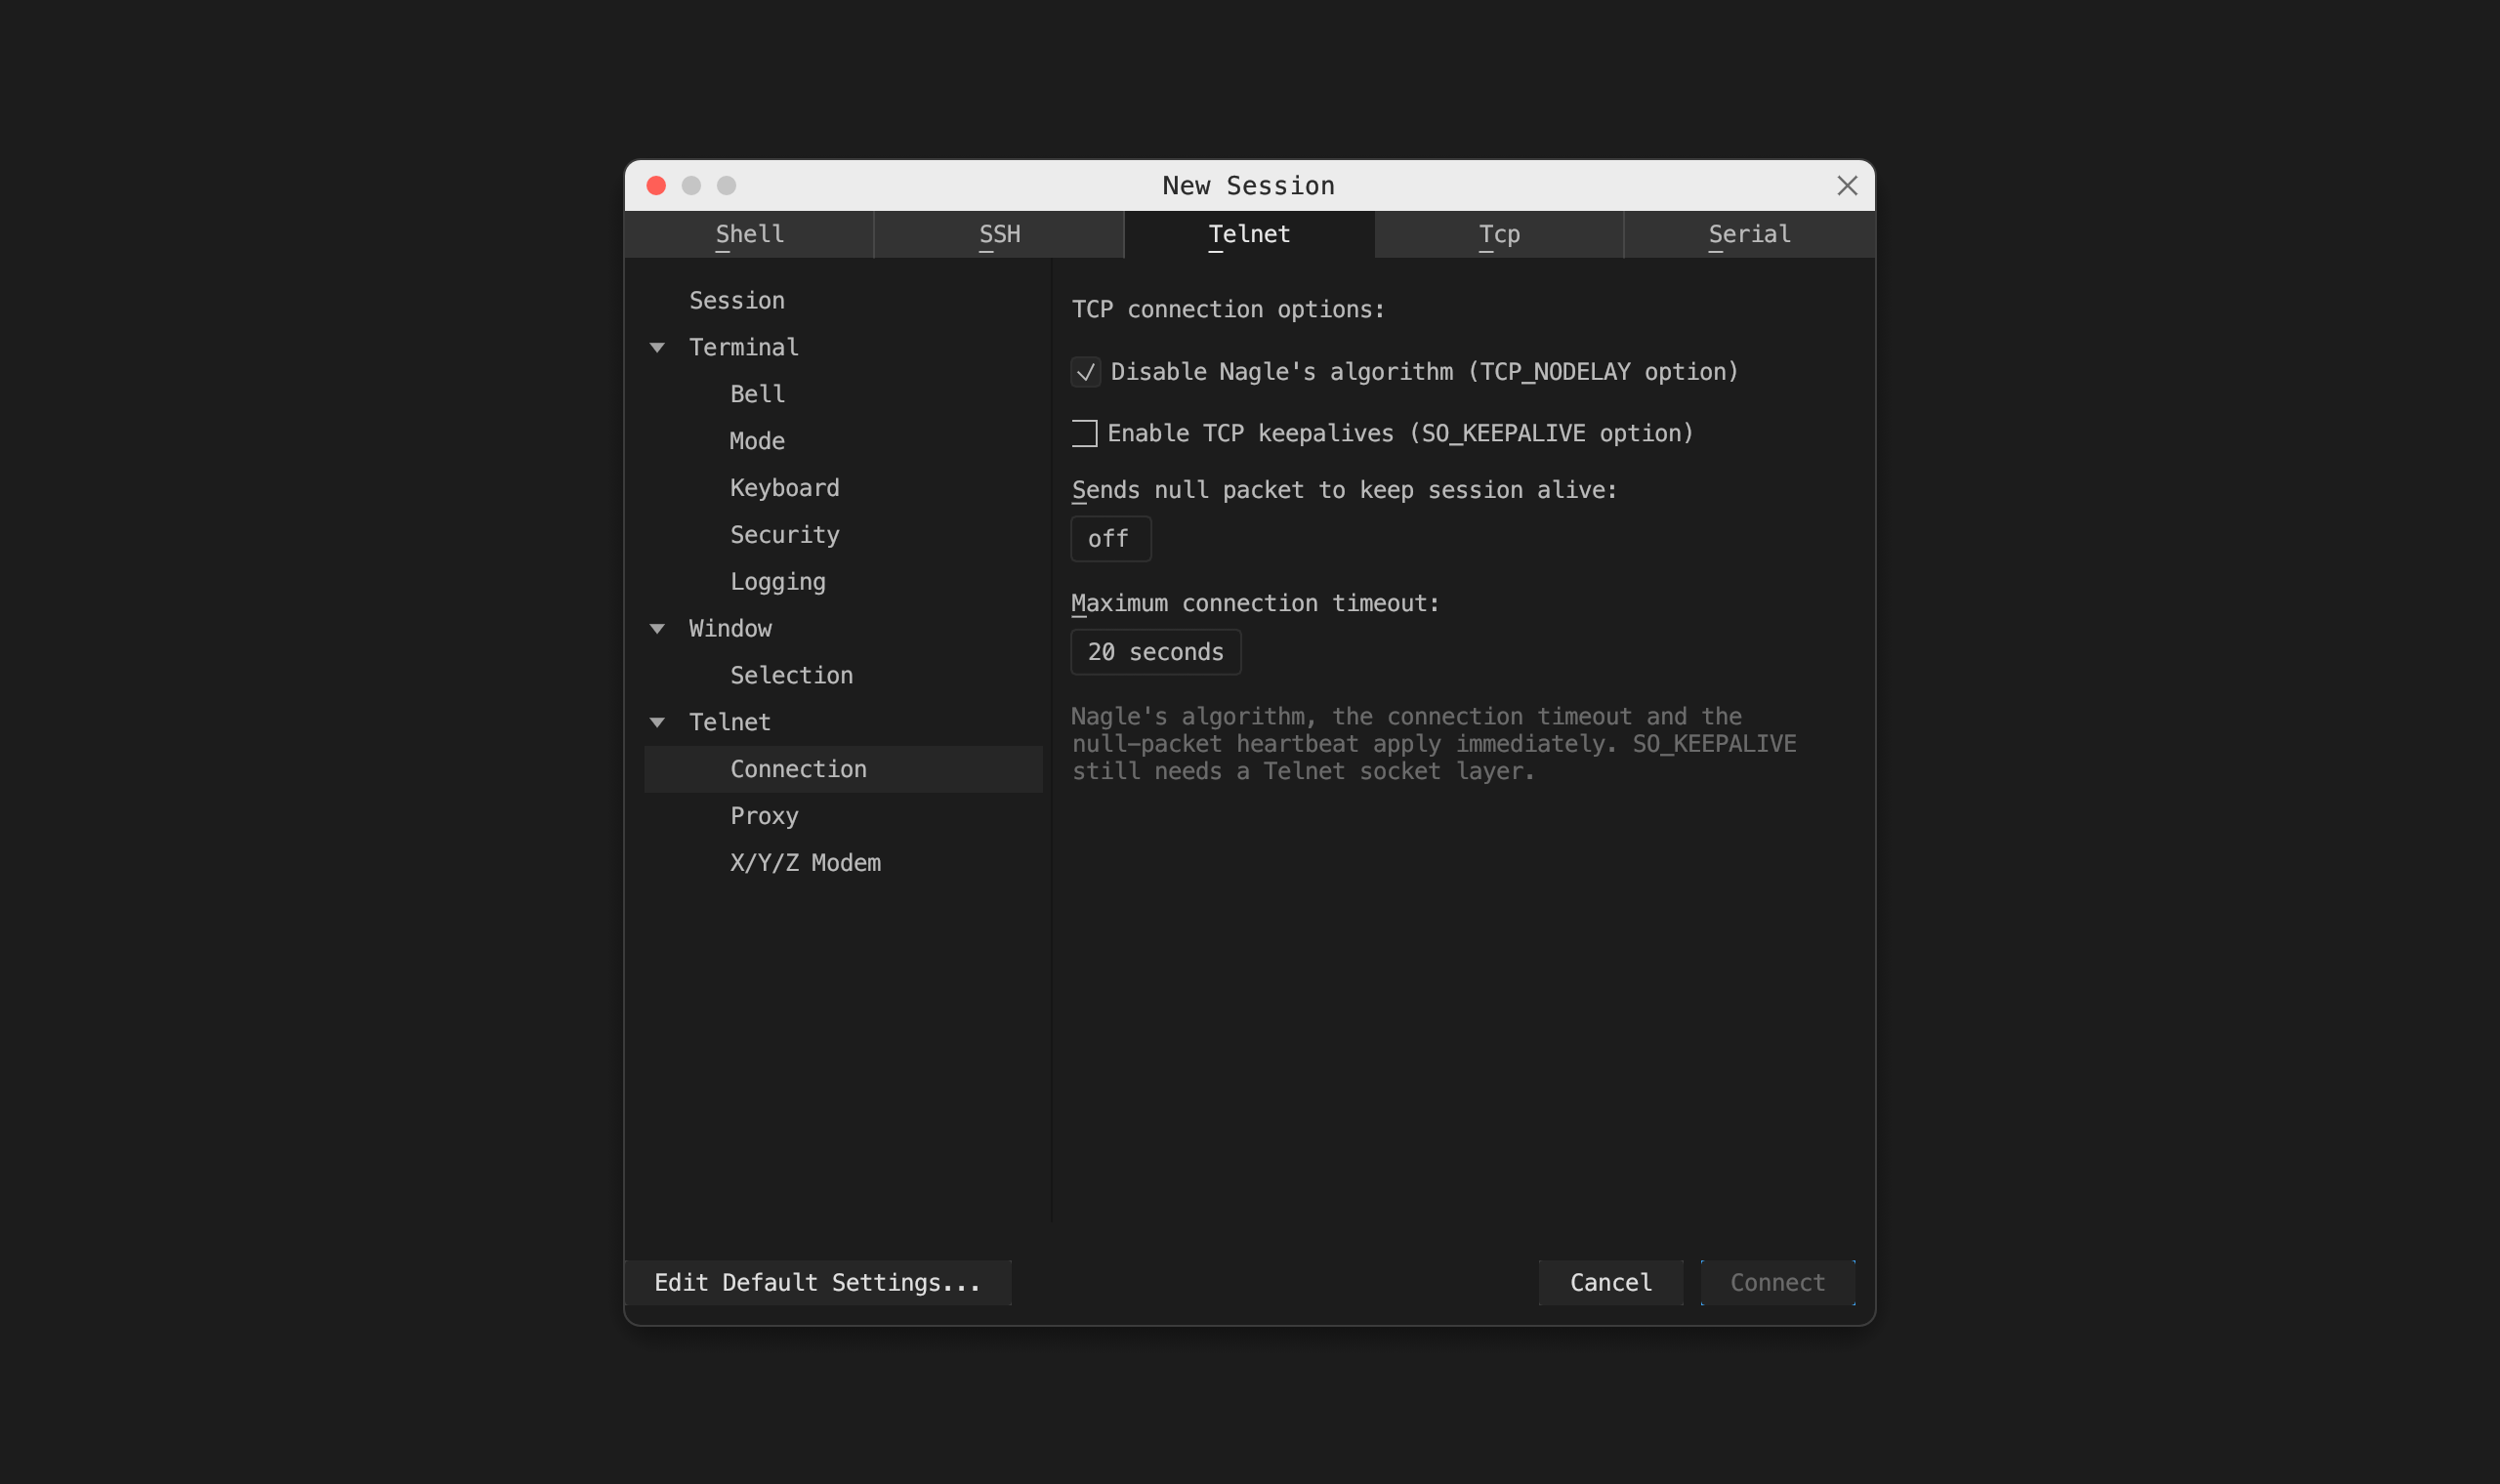 New Session
Shell
SSH
Telnet
Tcp
Serial
Session
Terminal
Bell
Mode
Keyboard
Security
Logging
Window
Selection
Telnet
Connection
Proxy
X/Y/Z Modem
TCP connection options:
Disable Nagle's algorithm (TCP_NODELAY option)
Enable TCP keepalives (SO_KEEPALIVE option)
Sends null packet to keep session alive:
off
Maximum connection timeout:
20 seconds
Nagle's algorithm, the connection timeout and the
null-packet heartbeat apply immediately. SO_KEEPALIVE
still needs a Telnet socket layer.
Edit Default Settings...
Cancel
Connect